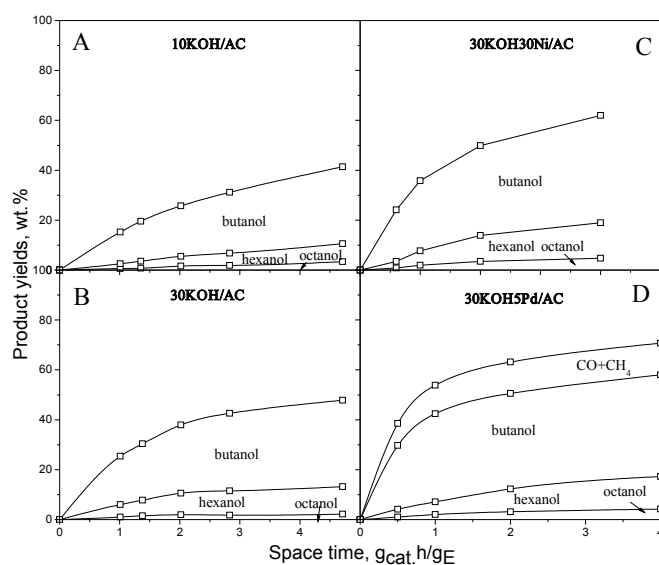 100
A
10KOH/AC
30KOH30Ni/AC
C
80
60
40
butanol
butanol
20
hexanol
octanol
hexanol octanol
100
B
30KOH/AC
30KOH5Pd/AC
D
80
CO+CH4
60
40
butanol
butanol
20
hexanol
octanol
hexanol
octanol
0
0 1 2 3 4 0 1 2 3 4
Product yields, wt.%
Space time, gcat.h/gE